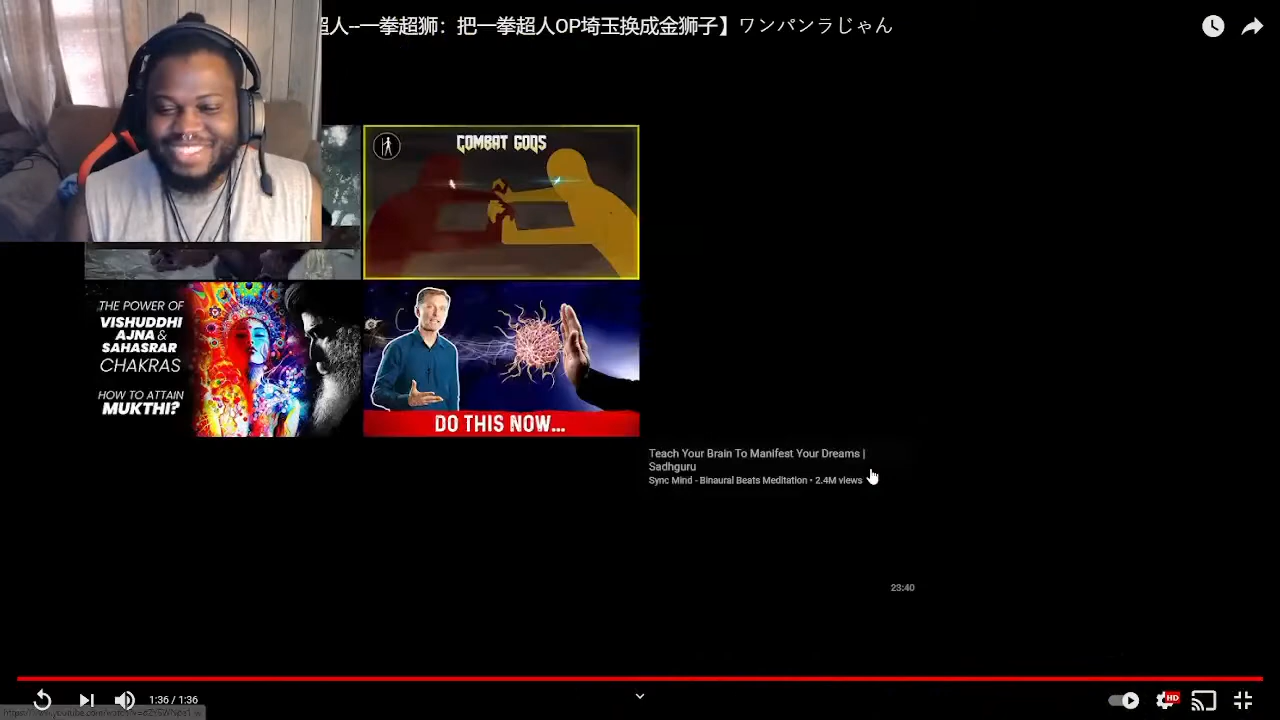 超人--一拳超狮：把一拳超人OP埼玉换成金狮子】ワンパンラじゃん
COMBAT GODS
THE POWER OF
VISHUDDHI
AJNA &
SAHASRAR
CHAKRAS
HOW TO ATTAIN
MUKTHI?
DO THIS NOW...
Teach Your Brain To Manifest Your Dreams |
Sadhguru
Sync Mind - Binaural Beats Meditation • 2.4M views
23:40
1:36 / 1:36
HD